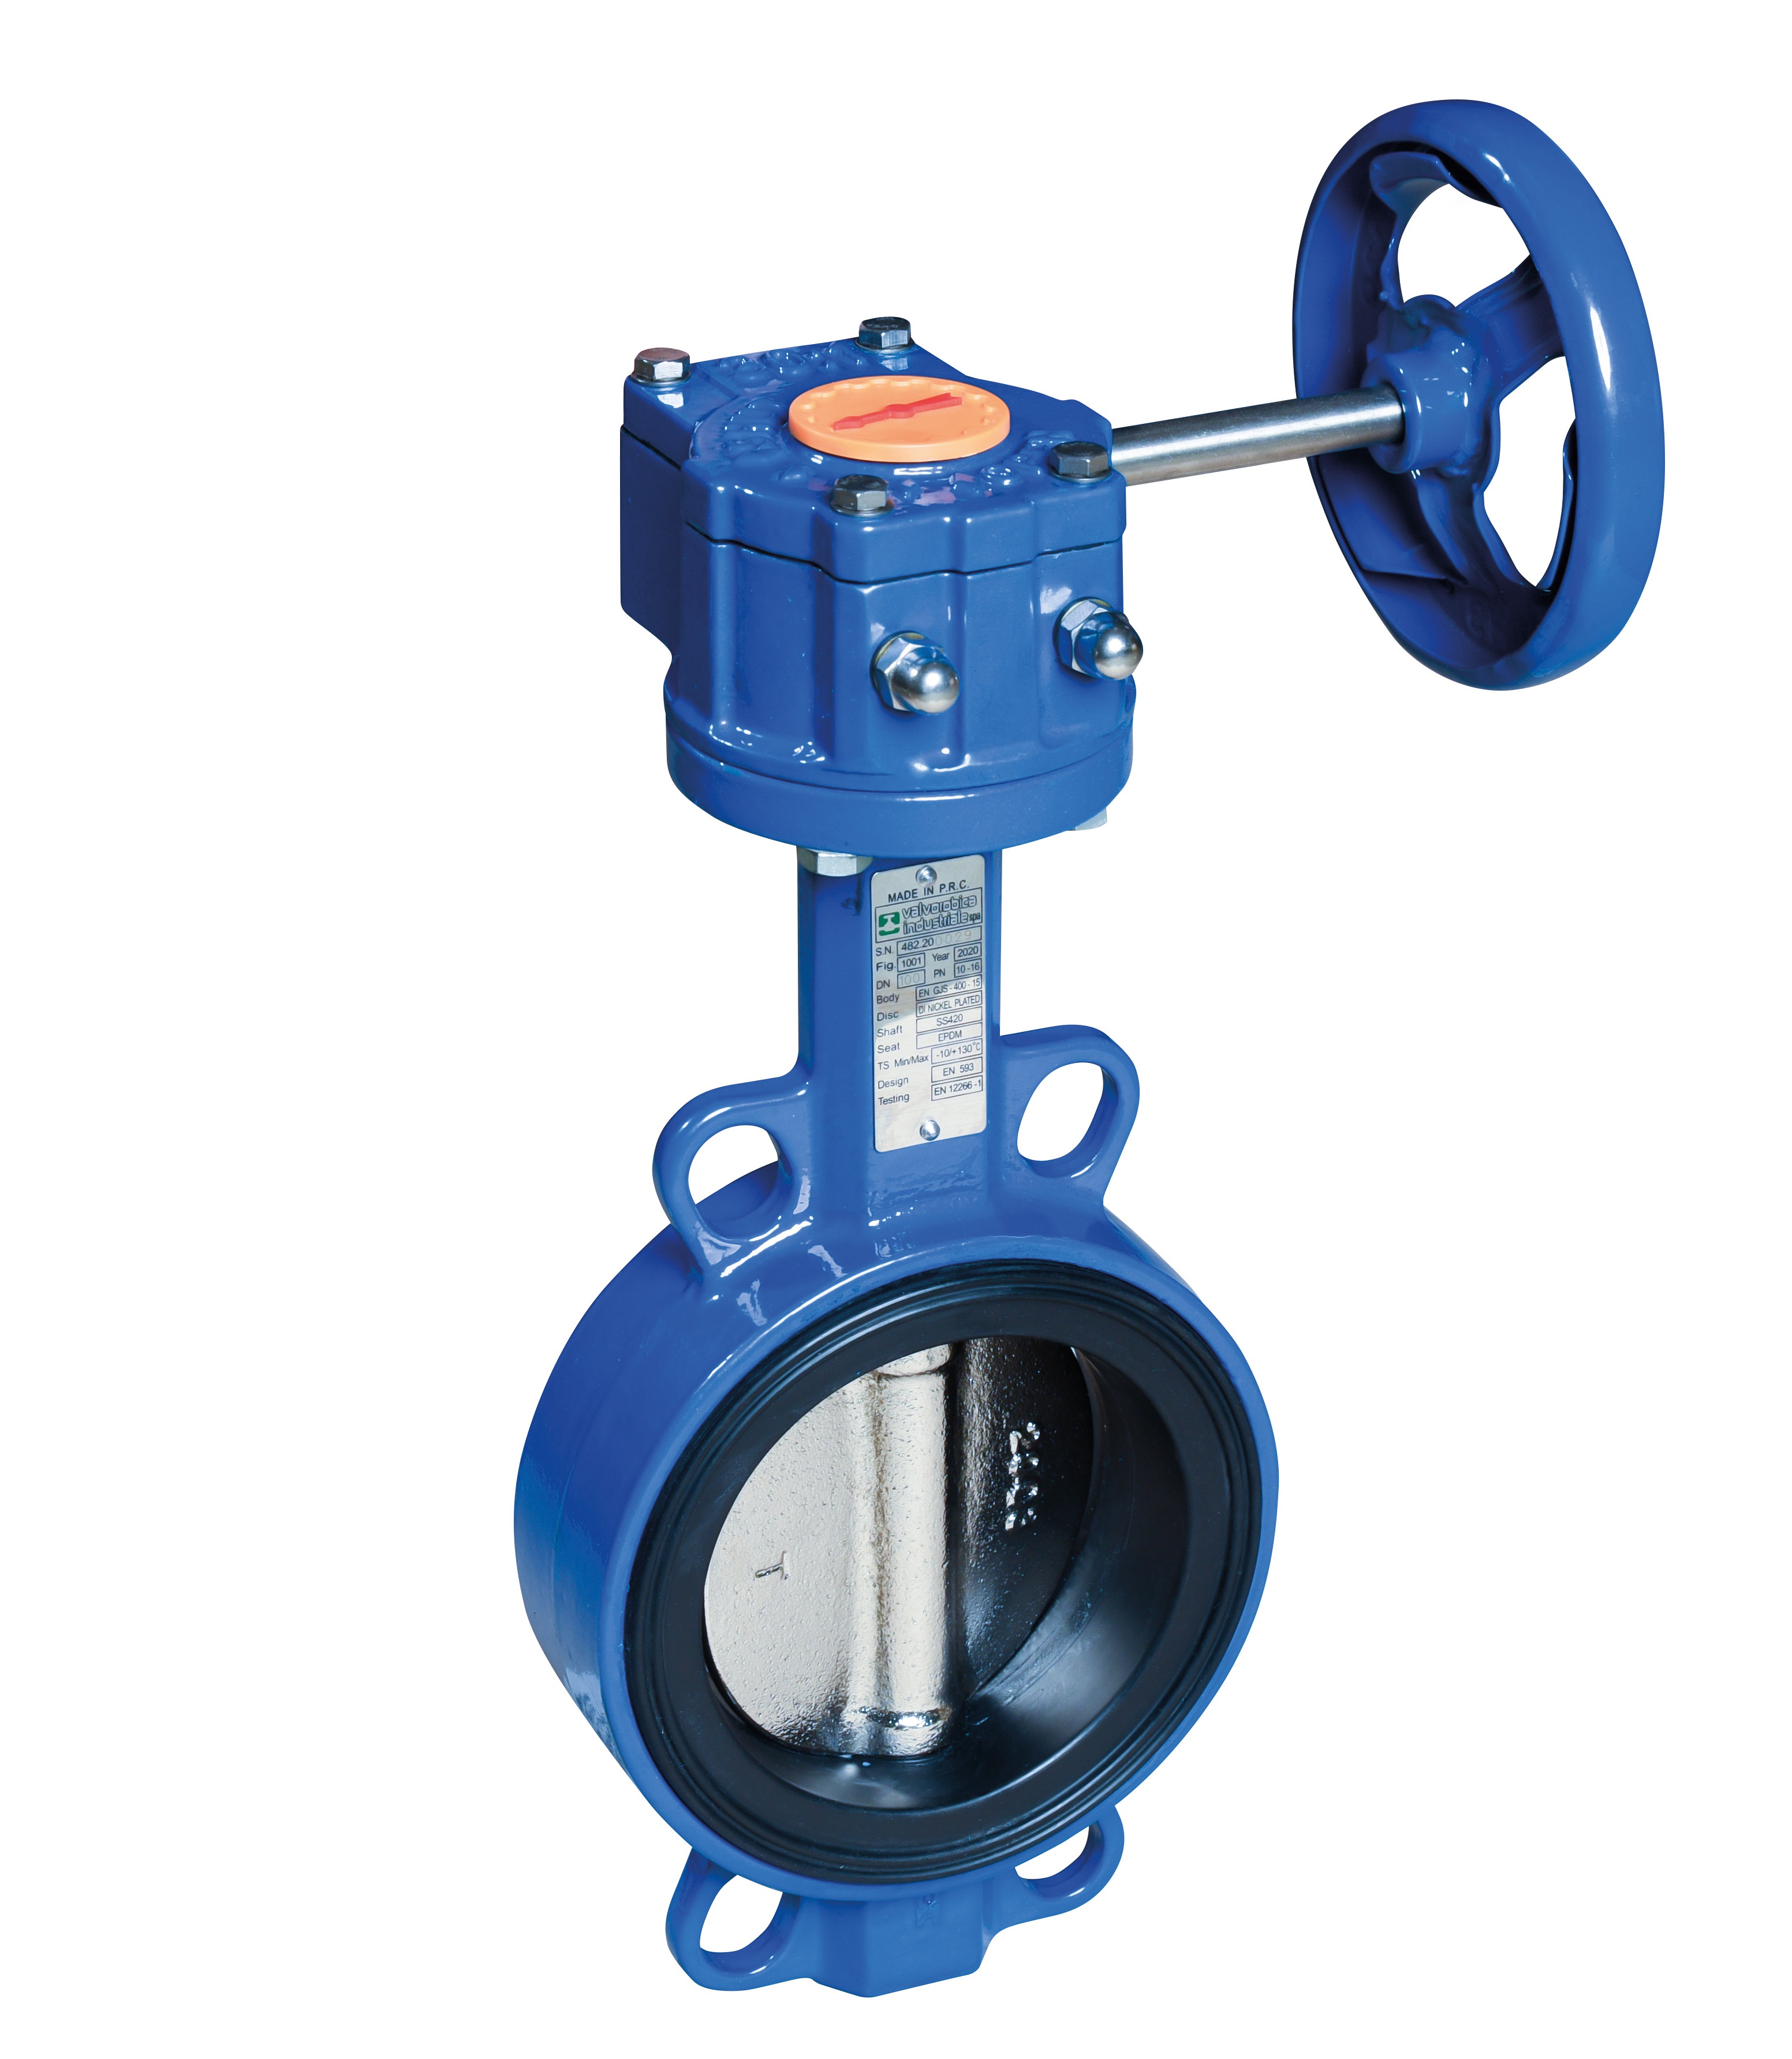 MADE IN P.R.C.
valvorobica
industriale spa
S.N. 482.20 0029
Fig. 1001 Year 2020
DN 100 PN 10-16
Body EN GJS-400-15
Disc DI NICKEL PLATED
Shaft SS420
Seat EPDM
TS Min/Max -10/+130°C
Design EN 593
Testing EN 12266-1
T